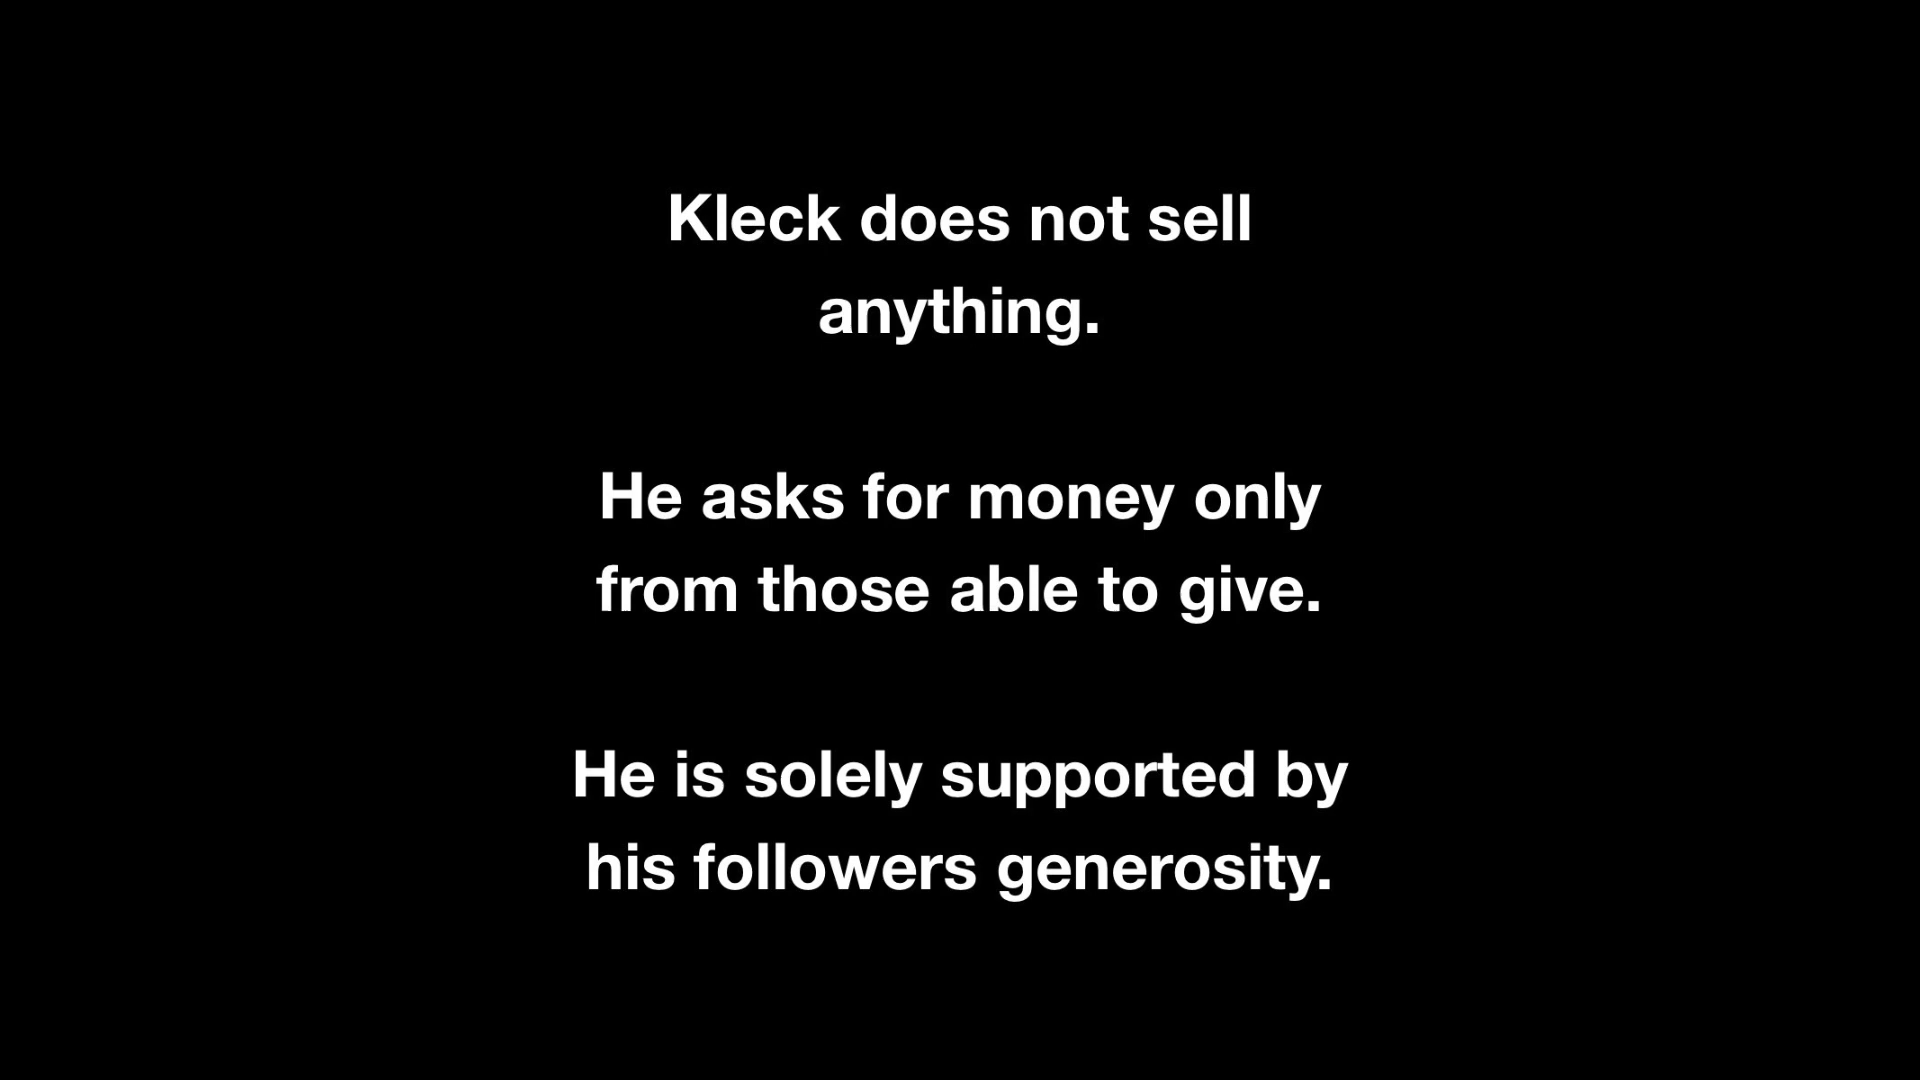 Kleck does not sell
anything.
He asks for money only
from those able to give.
He is solely supported by
his followers generosity.